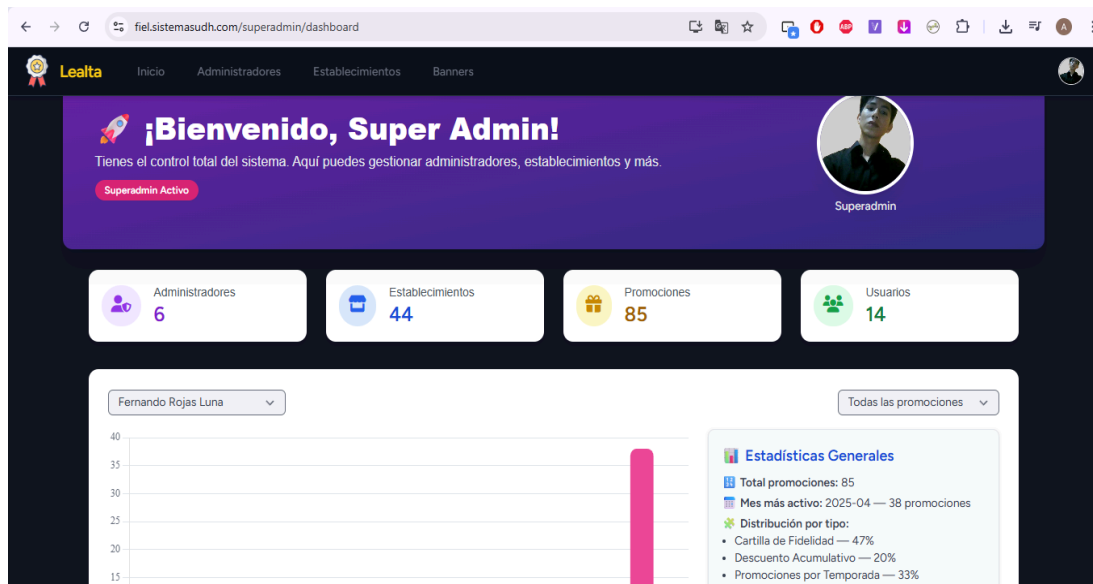 fiel.sistemasudh.com/superadmin/dashboard
ABP
A
Lealta Inicio Administradores Establecimientos Banners
🚀 ¡Bienvenido, Super Admin!
Tienes el control total del sistema. Aquí puedes gestionar administradores, establecimientos y más.
Superadmin Activo
Superadmin
Administradores
6
Establecimientos
44
Promociones
85
Usuarios
14
Fernando Rojas Luna
Todas las promociones
40
35
30
25
20
15
Estadísticas Generales
Total promociones: 85
Mes más activo: 2025-04 — 38 promociones
Distribución por tipo:
• Cartilla de Fidelidad — 47%
• Descuento Acumulativo — 20%
• Promociones por Temporada — 33%